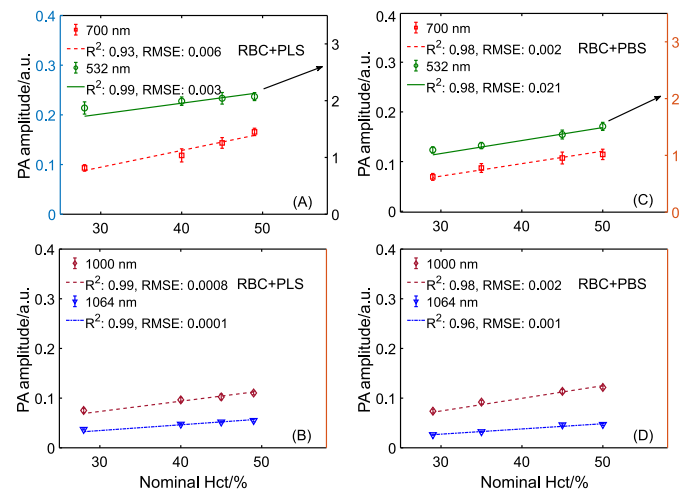 0.4
0.3
0.2
0.1
0
PA amplitude/a.u.
700 nm
R²: 0.93, RMSE: 0.006
532 nm
R²: 0.99, RMSE: 0.003
RBC+PLS
(A)
3
2
1
0
30
40
50
0.4
0.3
0.2
0.1
0
PA amplitude/a.u.
700 nm
R²: 0.98, RMSE: 0.002
532 nm
R²: 0.98, RMSE: 0.021
RBC+PBS
(C)
3
2
1
0
30
40
50
0.4
0.3
0.2
0.1
0
PA amplitude/a.u.
1000 nm
R²: 0.99, RMSE: 0.0008
1064 nm
R²: 0.99, RMSE: 0.0001
RBC+PLS
(B)
30
40
50
Nominal Hct/%
0.4
0.3
0.2
0.1
0
PA amplitude/a.u.
1000 nm
R²: 0.98, RMSE: 0.002
1064 nm
R²: 0.96, RMSE: 0.001
RBC+PBS
(D)
30
40
50
Nominal Hct/%